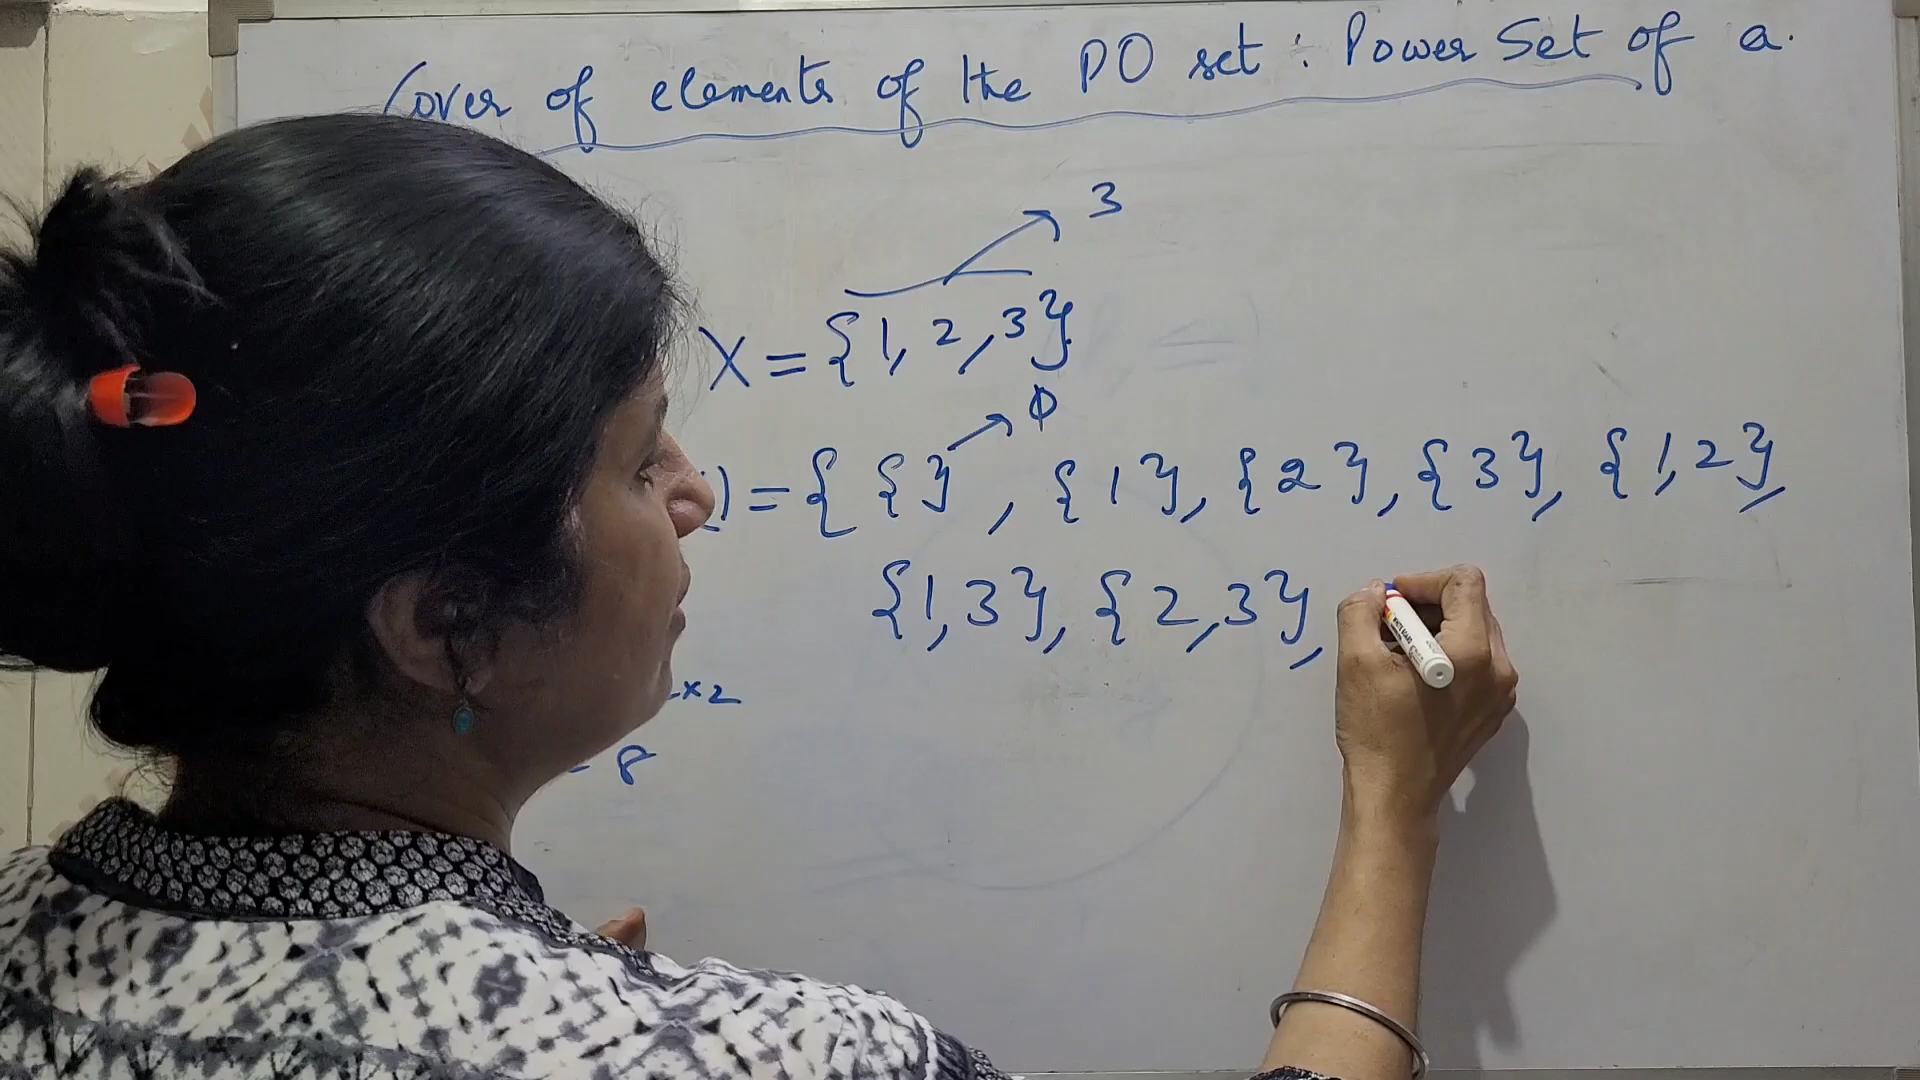 Cover of elements of the PO set : Power Set of a.
3
X = {1, 2, 3}
ϕ
) = { { } , {1}, {2}, {3}, {1,2},
{1,3}, {2,3},
×2
= 8